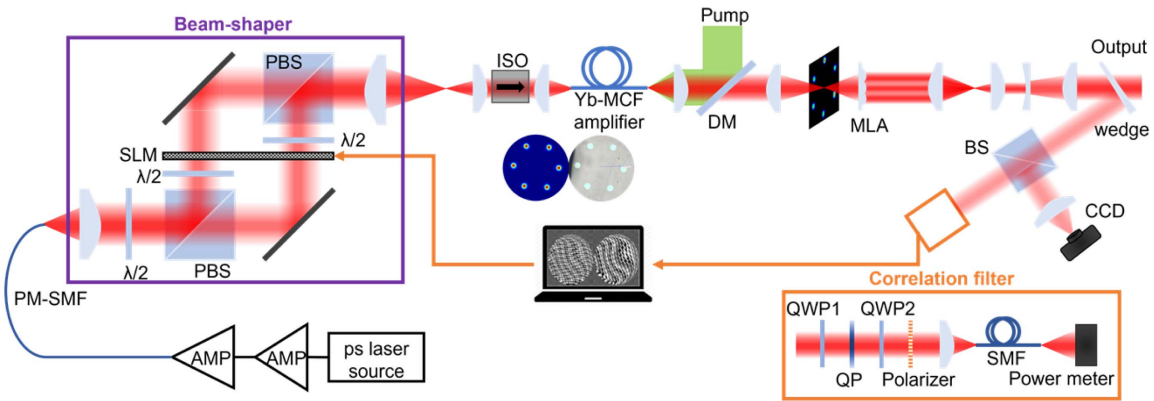 Beam-shaper
PBS
λ/2
SLM
λ/2
λ/2
PBS
PM-SMF
AMP
AMP
ps laser
source
ISO
Yb-MCF
amplifier
Pump
DM
MLA
Output
wedge
BS
CCD
Correlation filter
QWP1
QWP2
QP
Polarizer
SMF
Power meter